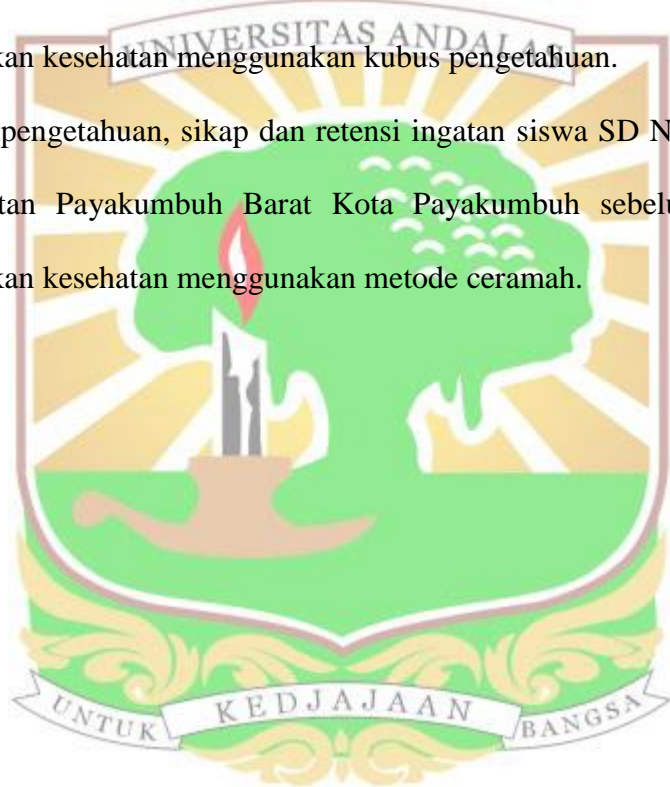 UNIVERSITAS ANDALAS
kan kesehatan menggunakan kubus pengetahuan.
pengetahuan, sikap dan retensi ingatan siswa SD N
tan Payakumbuh Barat Kota Payakumbuh sebelu
kan kesehatan menggunakan metode ceramah.
UNTUK KEDJAJAAN BANGSA